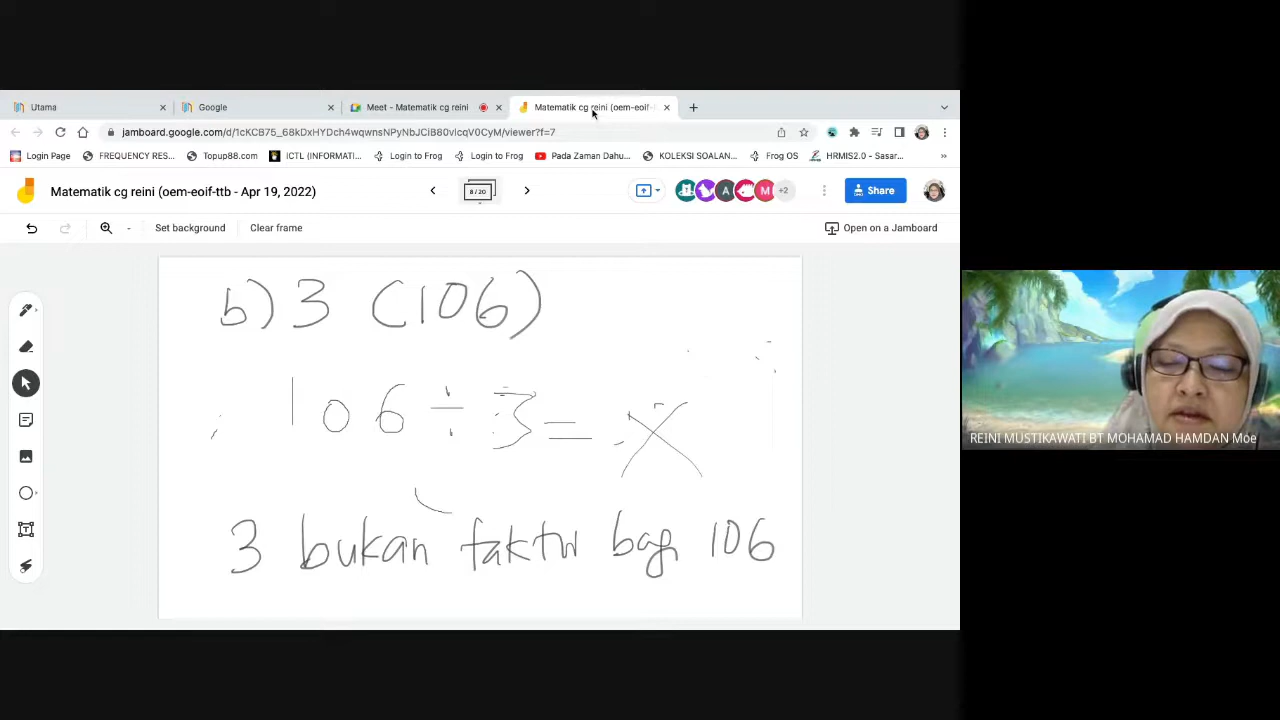 Utama
Google
Meet - Matematik cg reini
Matematik cg reini (oem-eoif-
jamboard.google.com/d/1cKCB75_68kDxHYDch4wqwnsNPyNbJCiB80vIcqV0CyM/viewer?f=7
Login Page FREQUENCY RES... Topup88.com ICTL (INFORMATI... Login to Frog Login to Frog Pada Zaman Dahu... KOLEKSI SOALAN... Frog OS HRMIS2.0 - Sasar... »
Matematik cg reini (oem-eoif-ttb - Apr 19, 2022)
8 / 20
A M +2
Share
Set background Clear frame
Open on a Jamboard
b) 3 (106)
106 ÷ 3 = X
3 bukan faktor bagi 106
REINI MUSTIKAWATI BT MOHAMAD HAMDAN Moe